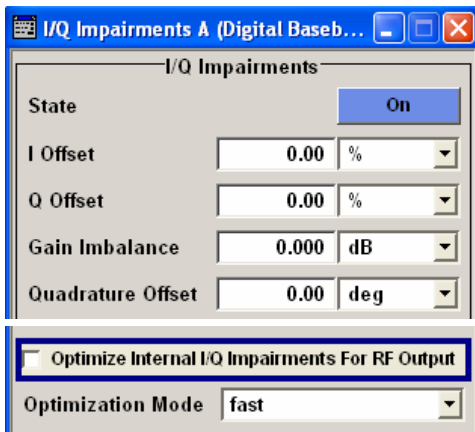 I/Q Impairments A (Digital Baseb...
I/Q Impairments
State On
I Offset 0.00 %
Q Offset 0.00 %
Gain Imbalance 0.000 dB
Quadrature Offset 0.00 deg
Optimize Internal I/Q Impairments For RF Output
Optimization Mode fast